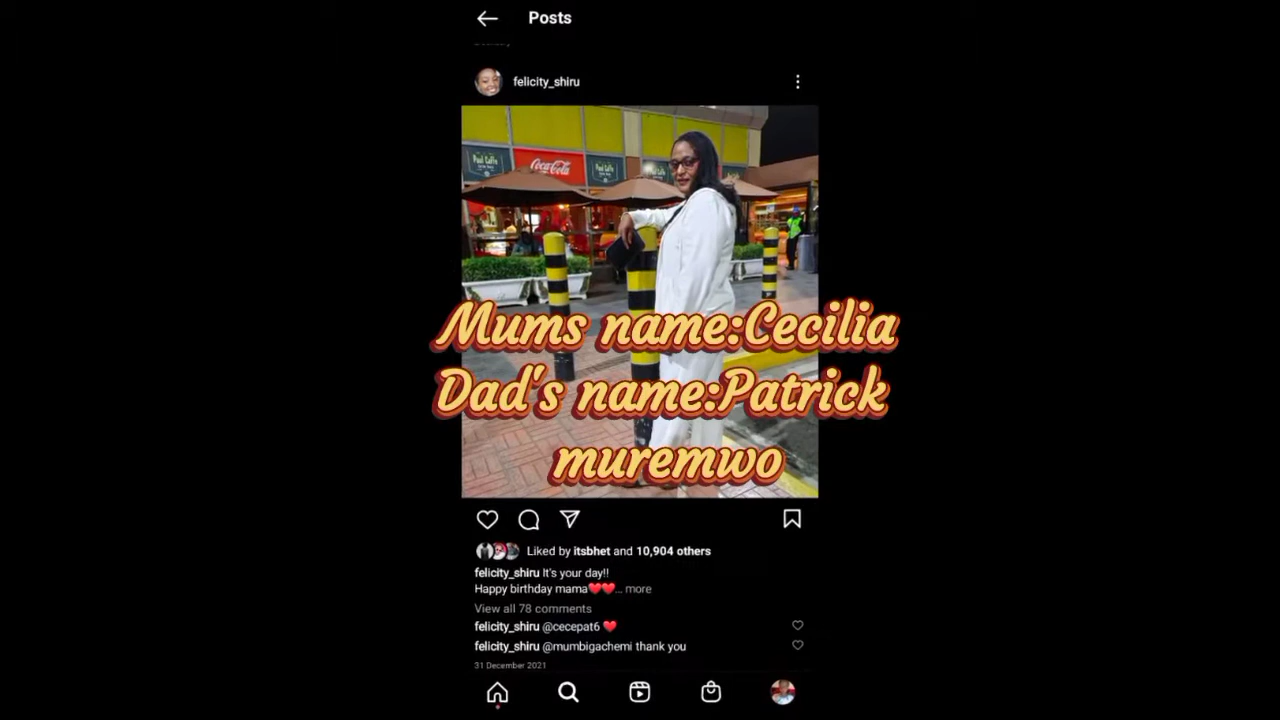 Posts
felicity_shiru
Paul Caffe
Coca-Cola
Paul Caffe
Mums name:Cecilia
Dad's name:Patrick
muremwo
Liked by itsbhet and 10,904 others
felicity_shiru It's your day!!
Happy birthday mama❤️❤️... more
View all 78 comments
felicity_shiru @cecepat6 ❤️
felicity_shiru @mumbigachemi thank you
31 December 2021